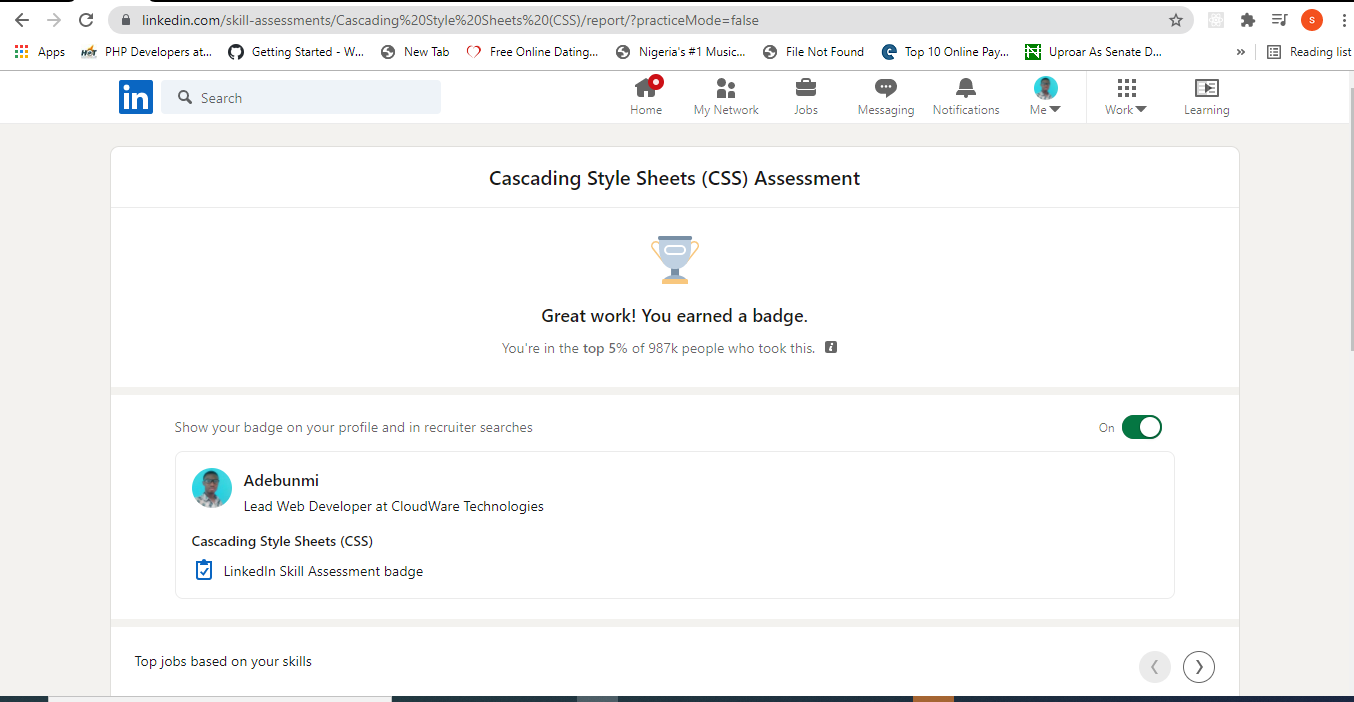 linkedin.com/skill-assessments/Cascading%20Style%20Sheets%20(CSS)/report/?practiceMode=false
S
Apps PHP Developers at... Getting Started - W... New Tab Free Online Dating... Nigeria's #1 Music... File Not Found Top 10 Online Pay... Uproar As Senate D... » Reading list
in Search Home My Network Jobs Messaging Notifications Me Work Learning
Cascading Style Sheets (CSS) Assessment
Great work! You earned a badge.
You're in the top 5% of 987k people who took this.
Show your badge on your profile and in recruiter searches On
Adebunmi
Lead Web Developer at CloudWare Technologies
Cascading Style Sheets (CSS)
LinkedIn Skill Assessment badge
Top jobs based on your skills